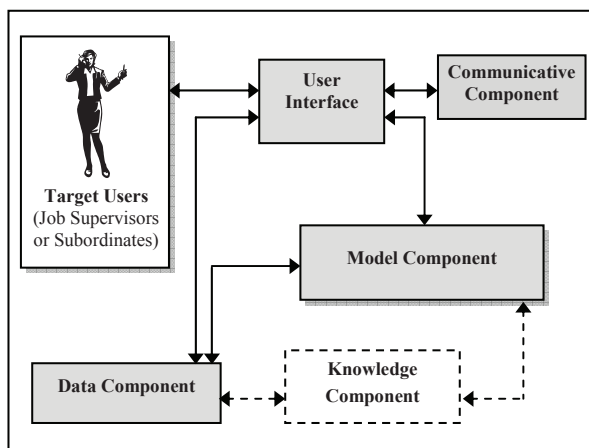 Target Users
(Job Supervisors
or Subordinates)
User
Interface
Communicative
Component
Model Component
Data Component
Knowledge
Component